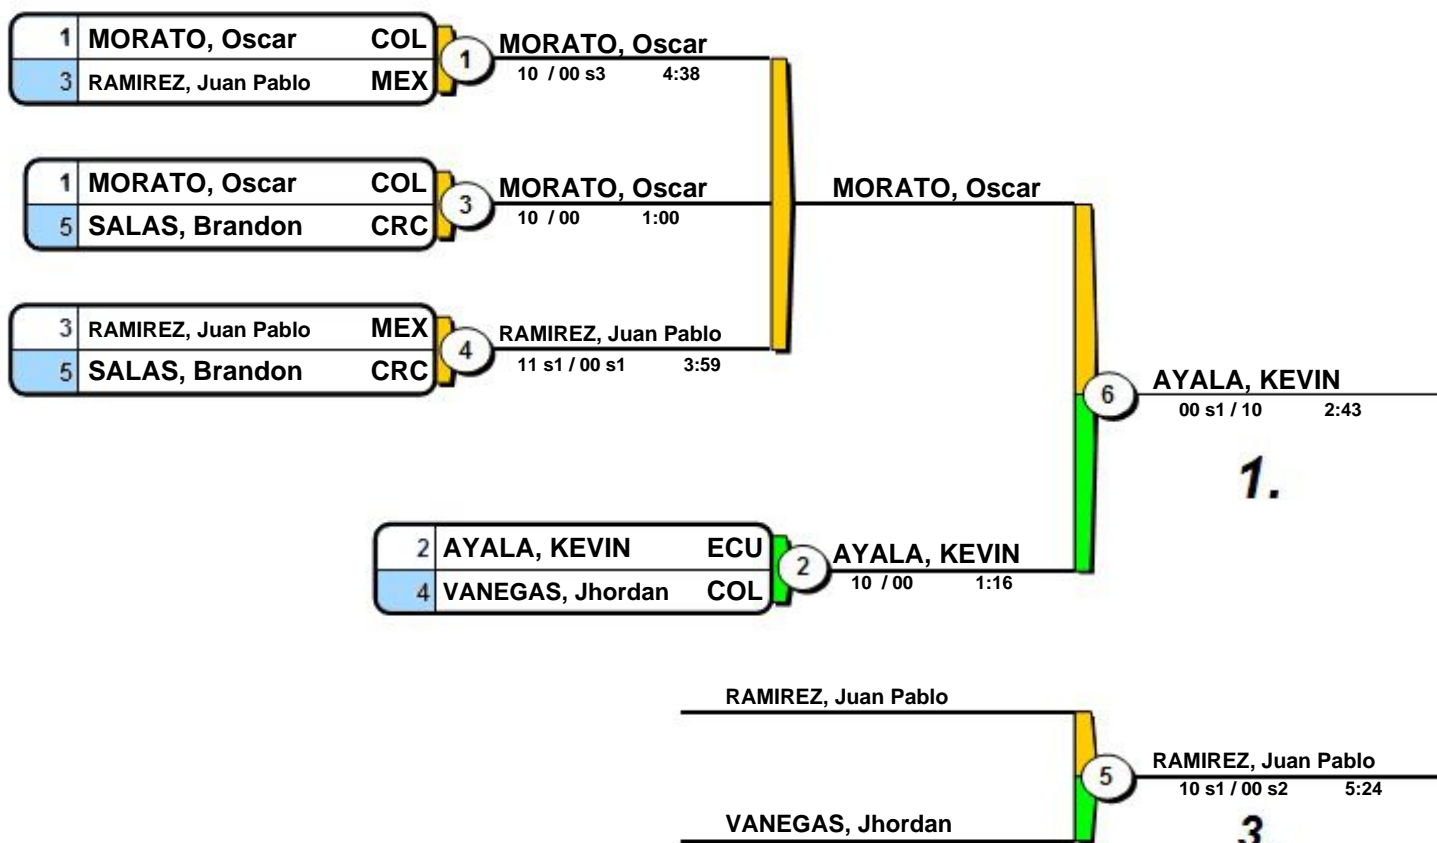 1 MORATO, Oscar COL
3 RAMIREZ, Juan Pablo MEX
1
MORATO, Oscar
10 / 00 s3 4:38
1 MORATO, Oscar COL
5 SALAS, Brandon CRC
3
MORATO, Oscar
10 / 00 1:00
MORATO, Oscar
3 RAMIREZ, Juan Pablo MEX
5 SALAS, Brandon CRC
4
RAMIREZ, Juan Pablo
11 s1 / 00 s1 3:59
6
AYALA, KEVIN
00 s1 / 10 2:43
1.
2 AYALA, KEVIN ECU
4 VANEGAS, Jhordan COL
2
AYALA, KEVIN
10 / 00 1:16
RAMIREZ, Juan Pablo
5
RAMIREZ, Juan Pablo
10 s1 / 00 s2 5:24
VANEGAS, Jhordan
3.